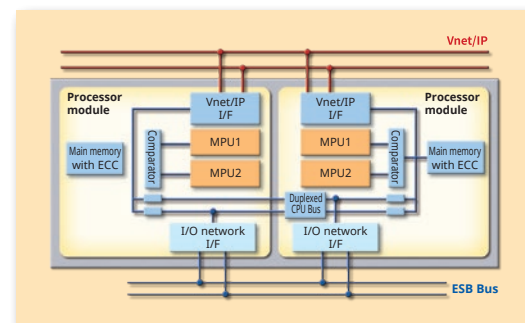 Vnet/IP
Processor
module
Vnet/IP
I/F
Vnet/IP
I/F
Processor
module
Main memory
with ECC
Comparator
MPU1
MPU2
MPU1
MPU2
Comparator
Main memory
with ECC
Duplexed
CPU Bus
I/O network
I/F
I/O network
I/F
ESB Bus